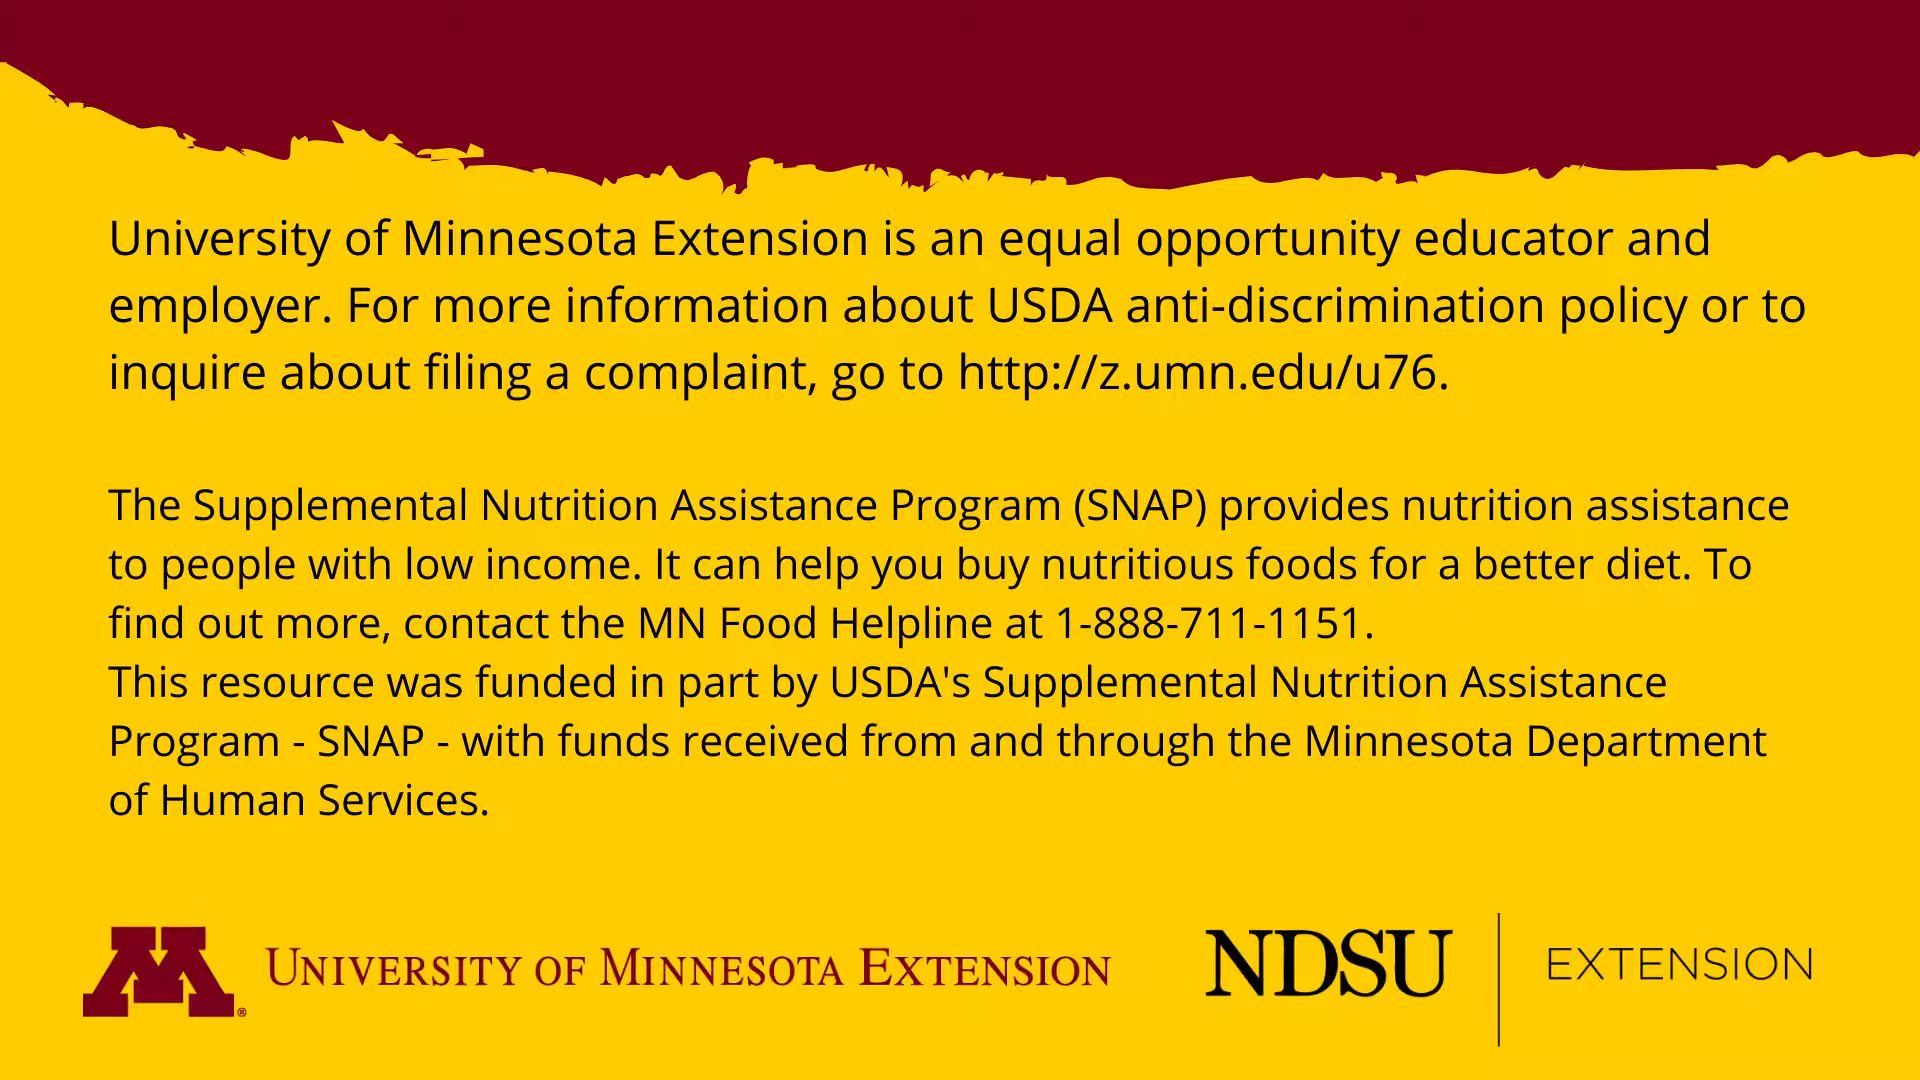 University of Minnesota Extension is an equal opportunity educator and
employer. For more information about USDA anti-discrimination policy or to
inquire about filing a complaint, go to http://z.umn.edu/u76.
The Supplemental Nutrition Assistance Program (SNAP) provides nutrition assistance
to people with low income. It can help you buy nutritious foods for a better diet. To
find out more, contact the MN Food Helpline at 1-888-711-1151.
This resource was funded in part by USDA's Supplemental Nutrition Assistance
Program - SNAP - with funds received from and through the Minnesota Department
of Human Services.
M® UNIVERSITY OF MINNESOTA EXTENSION
NDSU EXTENSION